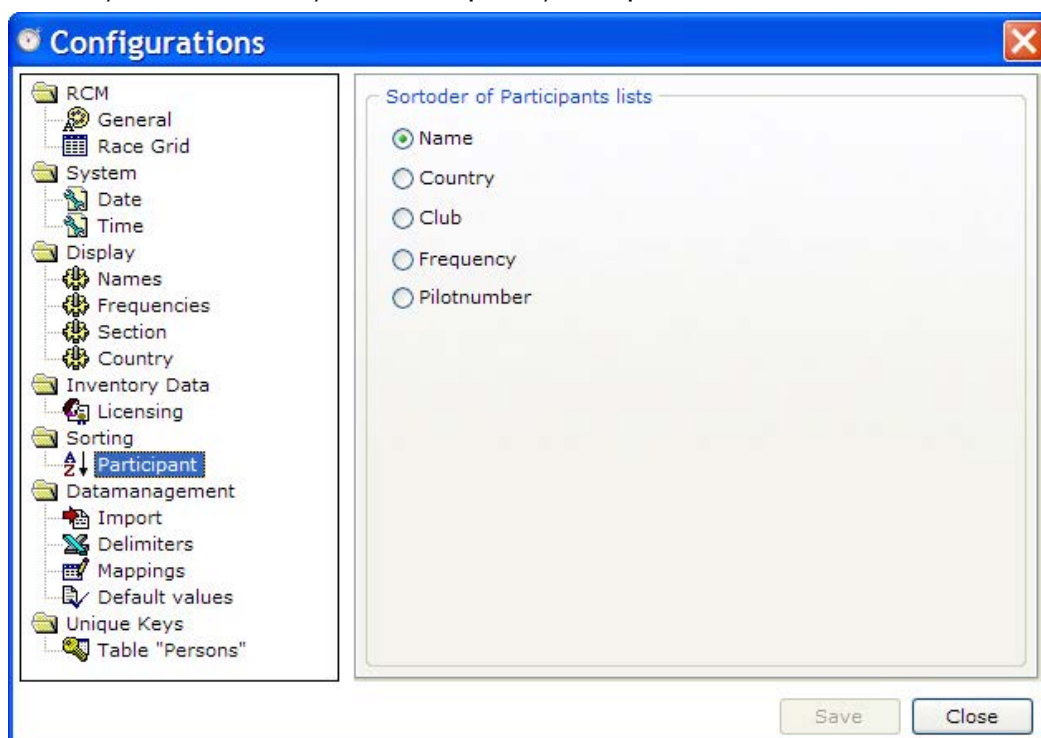 Configurations
RCM
General
Race Grid
System
Date
Time
Display
Names
Frequencies
Section
Country
Inventory Data
Licensing
Sorting
Participant
Datamanagement
Import
Delimiters
Mappings
Default values
Unique Keys
Table "Persons"
Sortoder of Participants lists
Name
Country
Club
Frequency
Pilotnumber
Save
Close